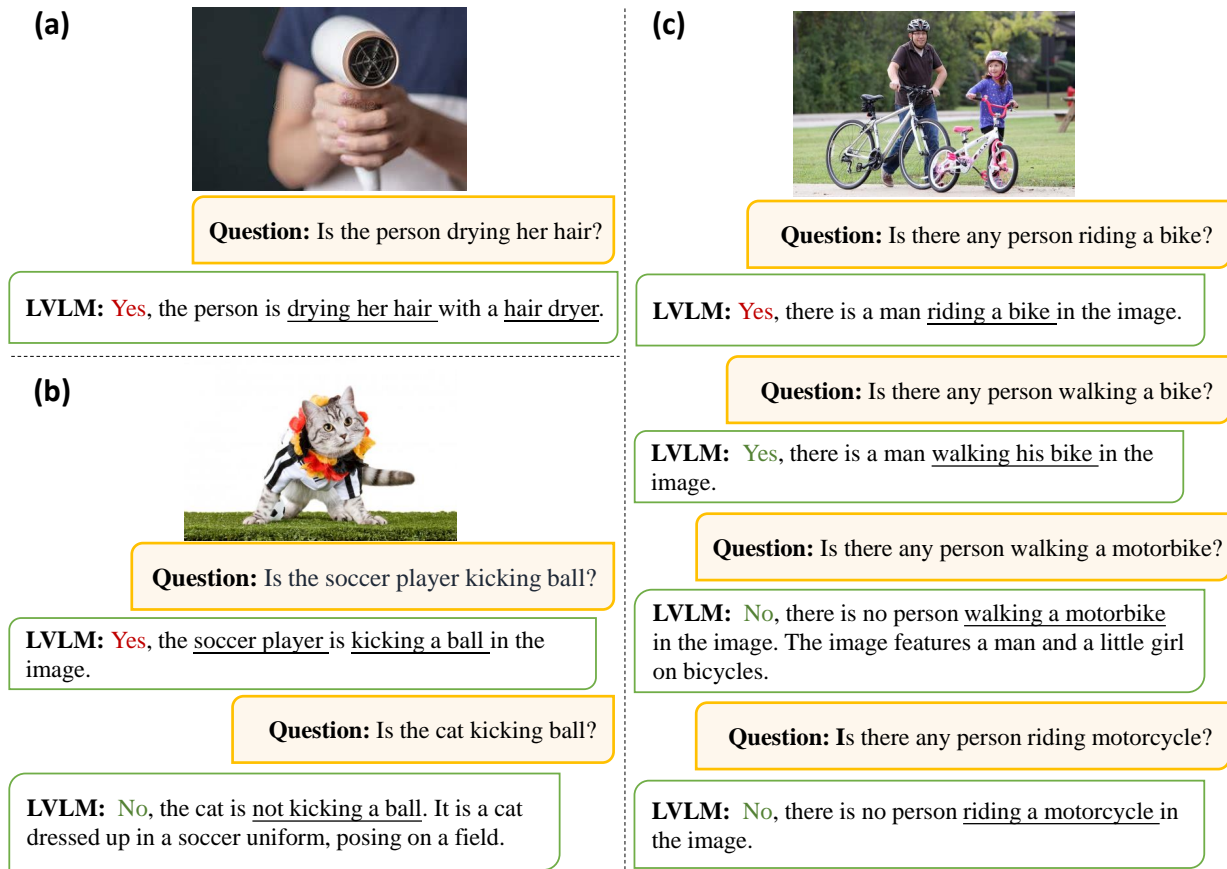 (a)
Question: Is the person drying her hair?
LVLM: Yes, the person is drying her hair with a hair dryer.
(b)
Question: Is the soccer player kicking ball?
LVLM: Yes, the soccer player is kicking a ball in the
image.
Question: Is the cat kicking ball?
LVLM: No, the cat is not kicking a ball. It is a cat
dressed up in a soccer uniform, posing on a field.
(c)
Question: Is there any person riding a bike?
LVLM: Yes, there is a man riding a bike in the image.
Question: Is there any person walking a bike?
LVLM: Yes, there is a man walking his bike in the
image.
Question: Is there any person walking a motorbike?
LVLM: No, there is no person walking a motorbike
in the image. The image features a man and a little girl
on bicycles.
Question: Is there any person riding motorcycle?
LVLM: No, there is no person riding a motorcycle in
the image.